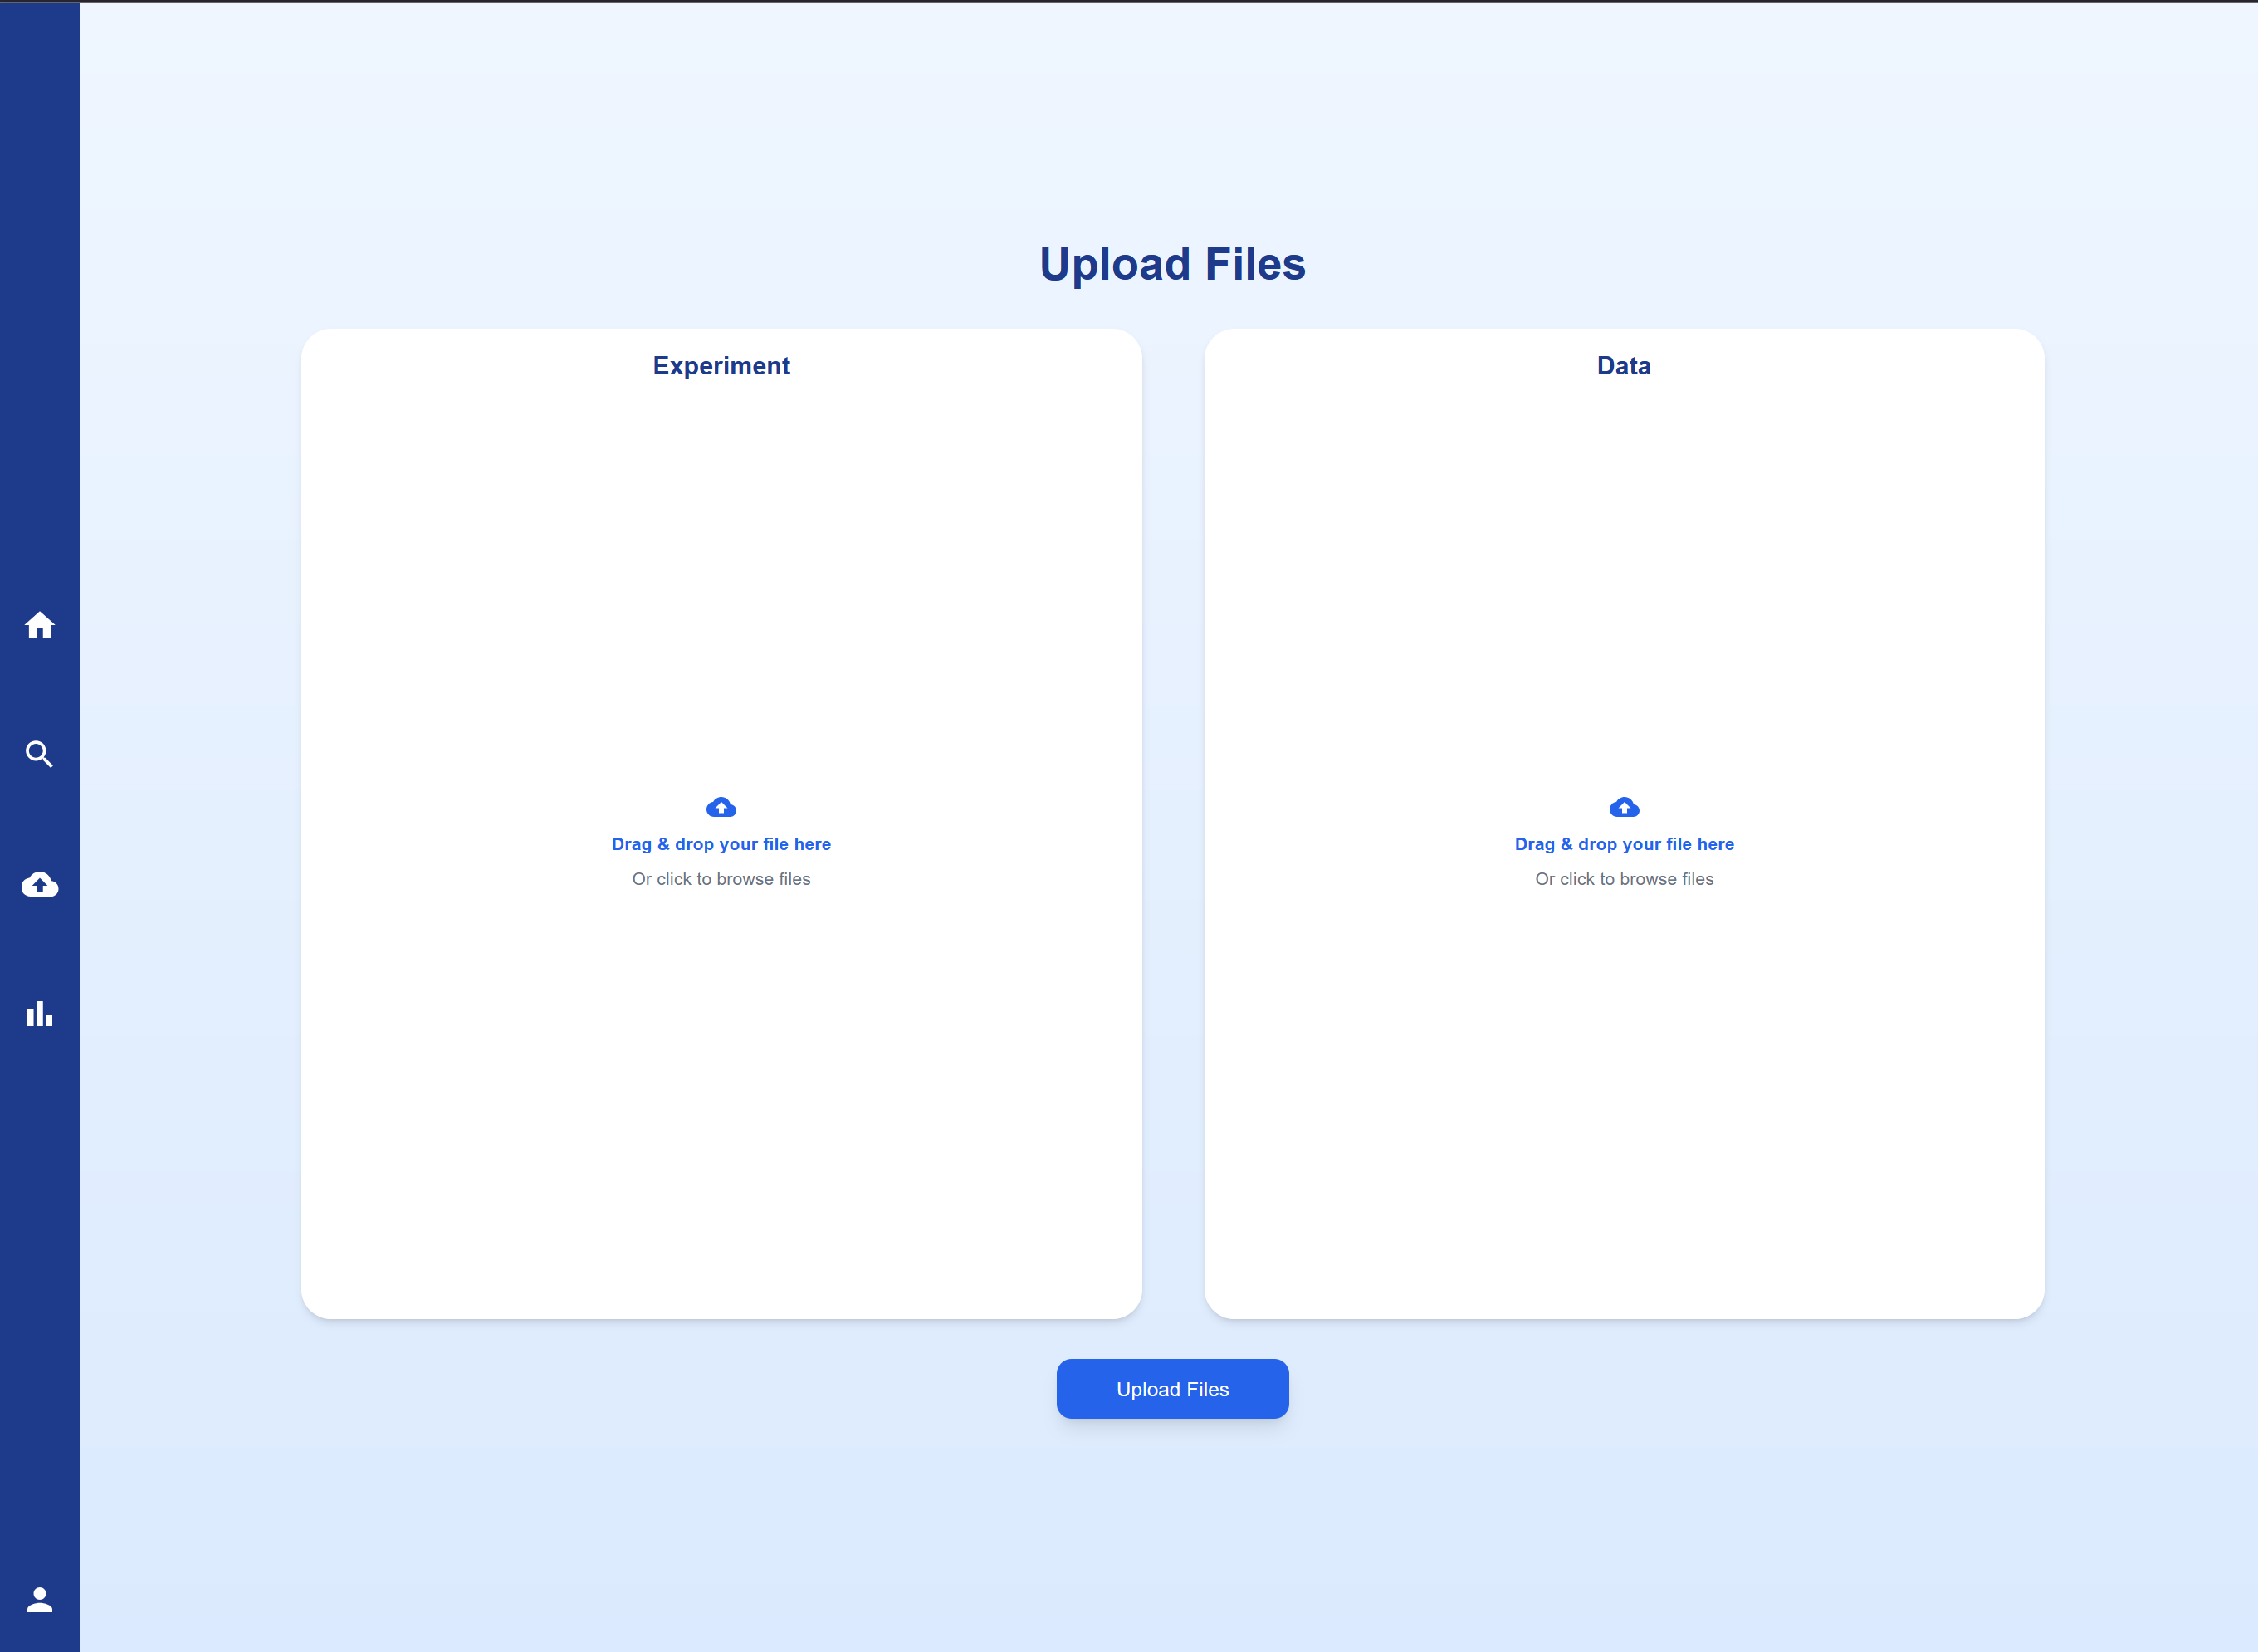 Upload Files
Experiment
Drag & drop your file here
Or click to browse files
Data
Drag & drop your file here
Or click to browse files
Upload Files